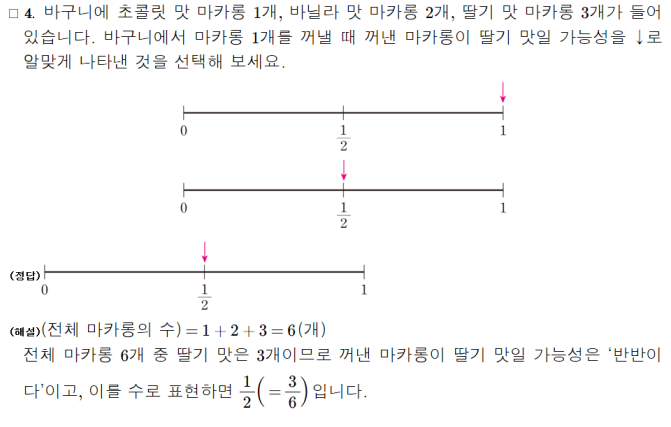 □ 4. 바구니에 초콜릿 맛 마카롱 1개, 바닐라 맛 마카롱 2개, 딸기 맛 마카롱 3개가 들어
있습니다. 바구니에서 마카롱 1개를 꺼낼 때 꺼낸 마카롱이 딸기 맛일 가능성을 ↓로
알맞게 나타낸 것을 선택해 보세요.
0 1/2 1
0 1/2 1
(정답)
0 1/2 1
(해설)(전체 마카롱의 수)=1+2+3=6(개)
전체 마카롱 6개 중 딸기 맛은 3개이므로 꺼낸 마카롱이 딸기 맛일 가능성은 ‘반반이
다’이고, 이를 수로 표현하면 1/2(=3/6)입니다.